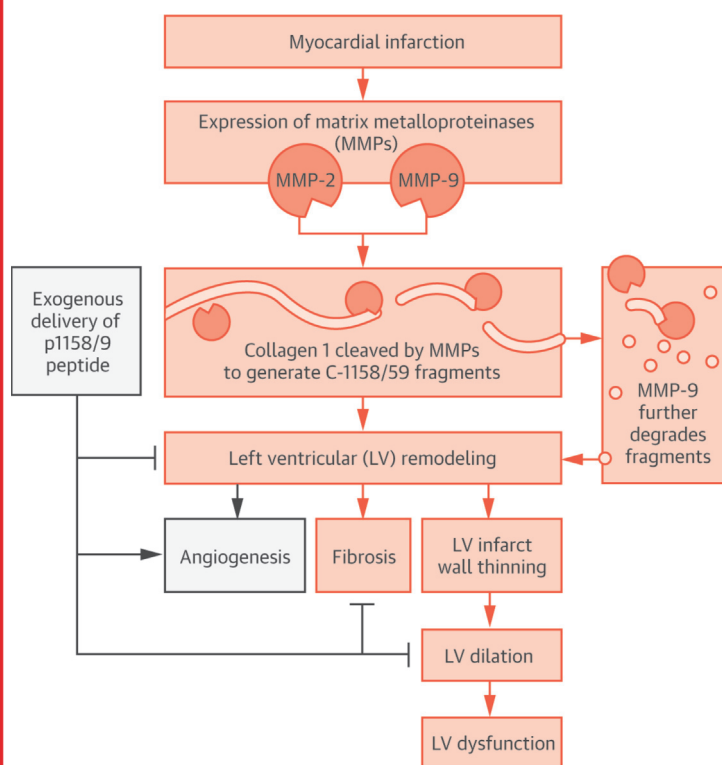 Myocardial infarction
Expression of matrix metalloproteinases
(MMPs)
MMP-2
MMP-9
Exogenous
delivery of
p1158/9
peptide
Collagen 1 cleaved by MMPs
to generate C-1158/59 fragments
MMP-9
further
degrades
fragments
Left ventricular (LV) remodeling
Angiogenesis
Fibrosis
LV infarct
wall thinning
LV dilation
LV dysfunction